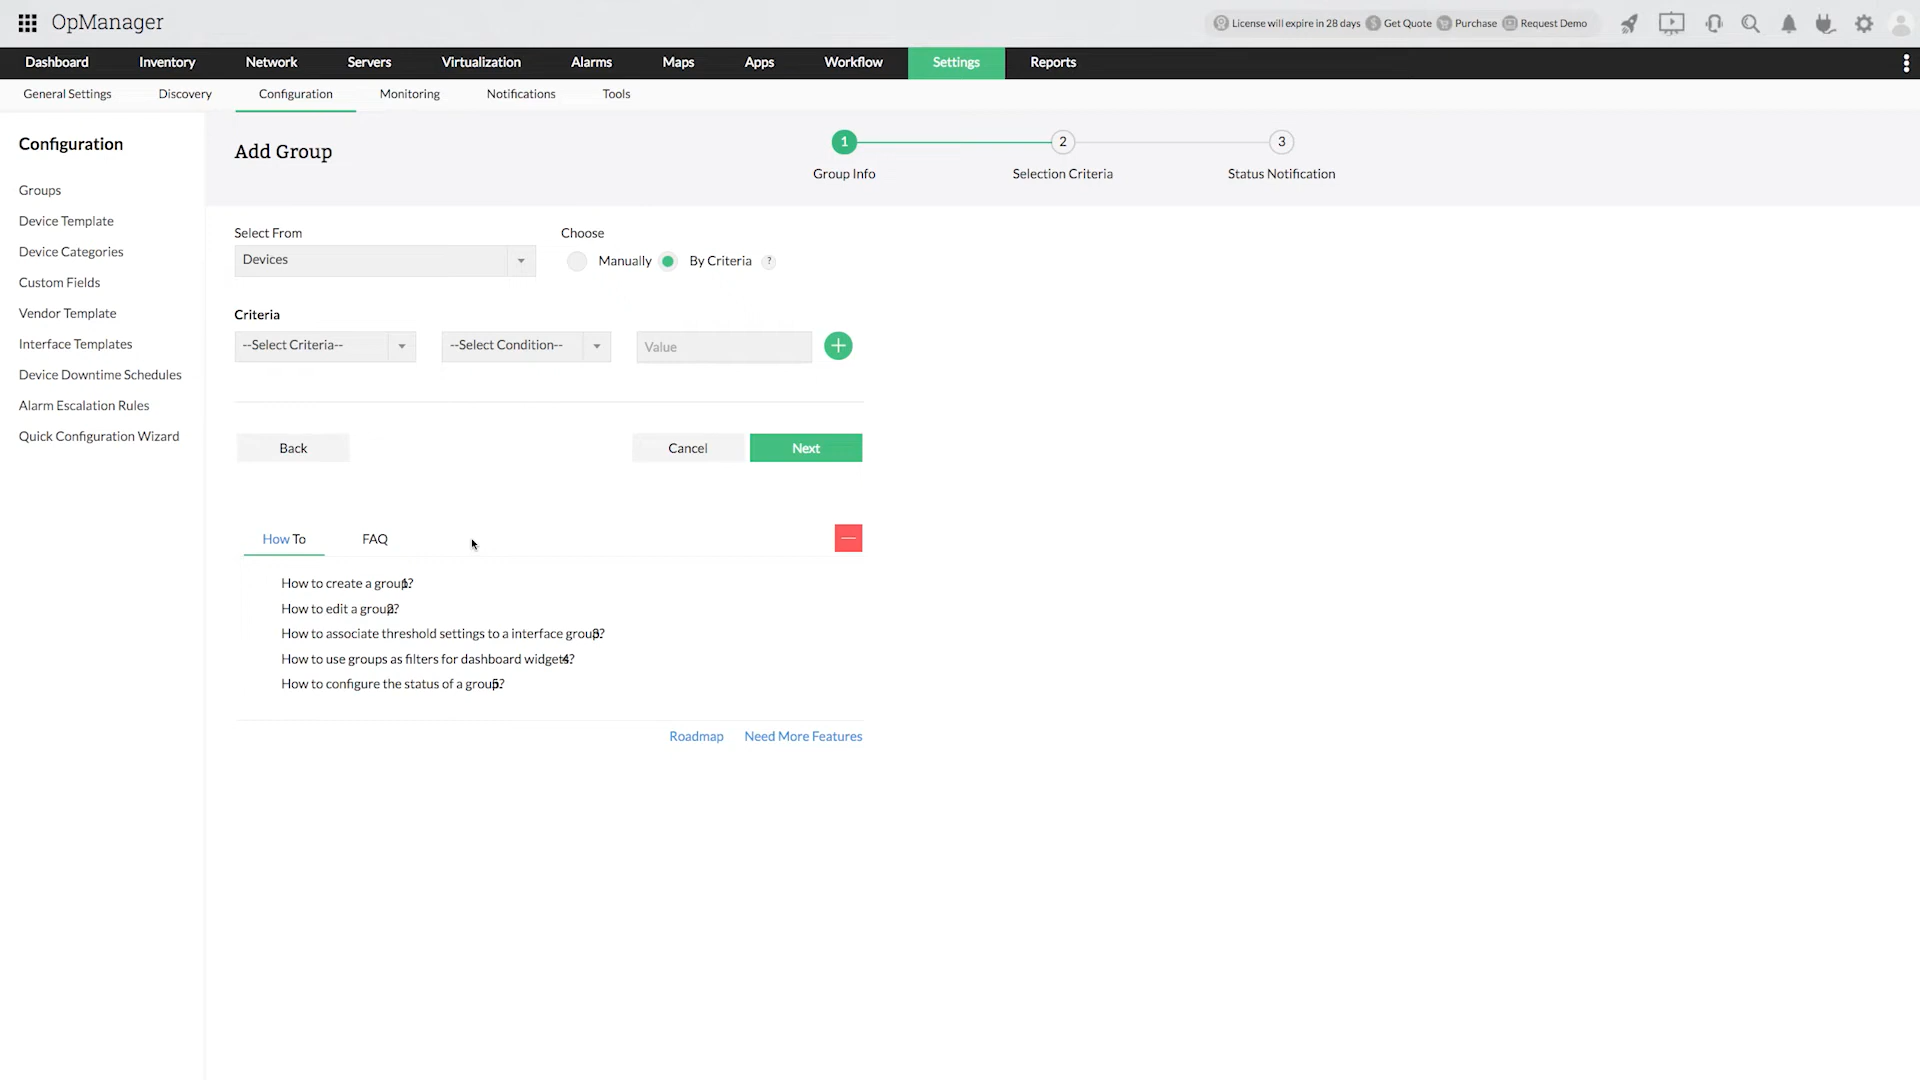 OpManager
License will expire in 28 days Get Quote Purchase Request Demo
Dashboard Inventory Network Servers Virtualization Alarms Maps Apps Workflow Settings Reports
General Settings Discovery Configuration Monitoring Notifications Tools
Configuration
Groups
Device Template
Device Categories
Custom Fields
Vendor Template
Interface Templates
Device Downtime Schedules
Alarm Escalation Rules
Quick Configuration Wizard
Add Group
1 2 3
Group Info Selection Criteria Status Notification
Select From Choose
Devices Manually By Criteria ?
Criteria
--Select Criteria-- --Select Condition-- Value
Back Cancel Next
How To FAQ
1. How to create a group?
2. How to edit a group?
3. How to associate threshold settings to a interface group?
4. How to use groups as filters for dashboard widgets?
5. How to configure the status of a group?
Roadmap Need More Features